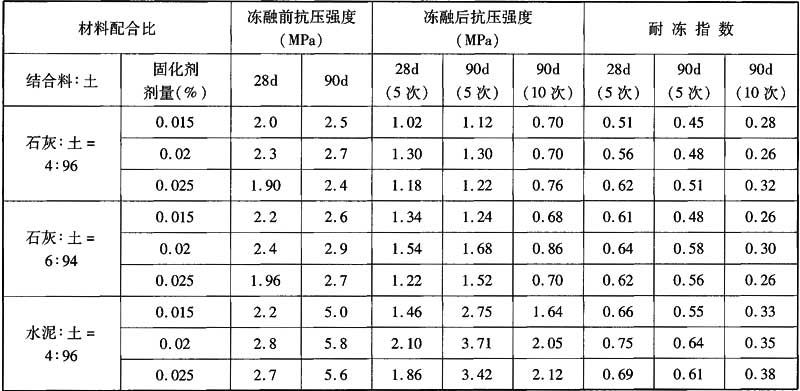 材料配合比 冻融前抗压强度(MPa) 冻融后抗压强度(MPa) 耐冻指数
结合料:土 固化剂剂量(%) 28d 90d 28d(5次) 90d(5次) 90d(10次) 28d(5次) 90d(5次) 90d(10次)
石灰:土=4:96 0.015 2.0 2.5 1.02 1.12 0.70 0.51 0.45 0.28
0.02 2.3 2.7 1.30 1.30 0.70 0.56 0.48 0.26
0.025 1.90 2.4 1.18 1.22 0.76 0.62 0.51 0.32
石灰:土=6:94 0.015 2.2 2.6 1.34 1.24 0.68 0.61 0.48 0.26
0.02 2.4 2.9 1.54 1.68 0.86 0.64 0.58 0.30
0.025 1.96 2.7 1.22 1.52 0.70 0.62 0.56 0.26
水泥:土=4:96 0.015 2.2 5.0 1.46 2.75 1.64 0.66 0.55 0.33
0.02 2.8 5.8 2.10 3.71 2.05 0.75 0.64 0.35
0.025 2.7 5.6 1.86 3.42 2.12 0.69 0.61 0.38